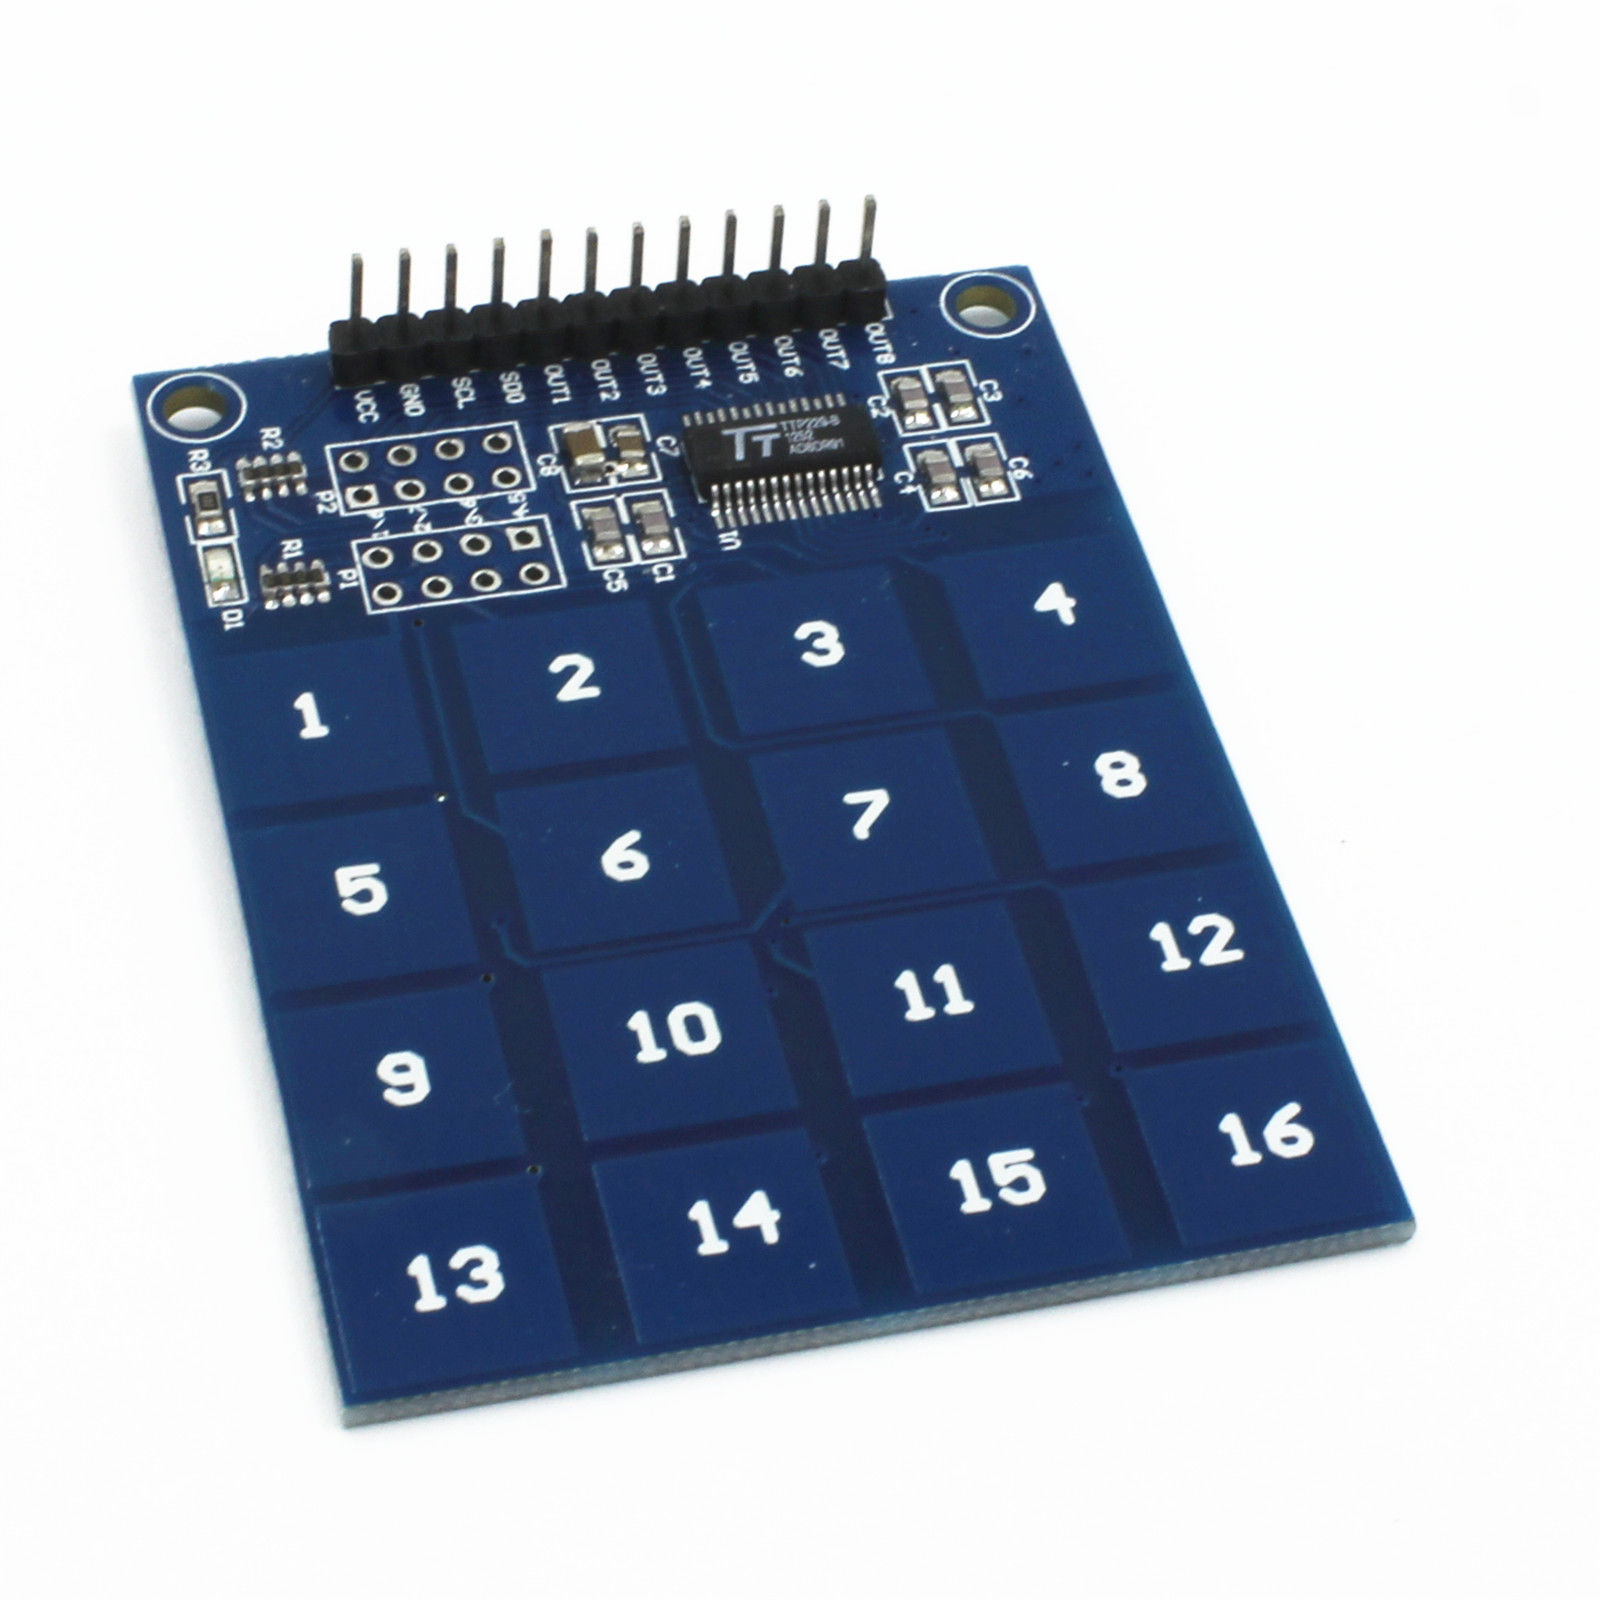 VCC
GND
SCL
SDO
OUT1
OUT2
OUT3
OUT4
OUT5
OUT6
OUT7
OUT8
R3
R2
P2
C8
C7
TT
TTP229-B
1252
C2
C3
C4
C6
U1
R1
P1
C5
C1
D1
1
2
3
4
5
6
7
8
9
10
11
12
13
14
15
16